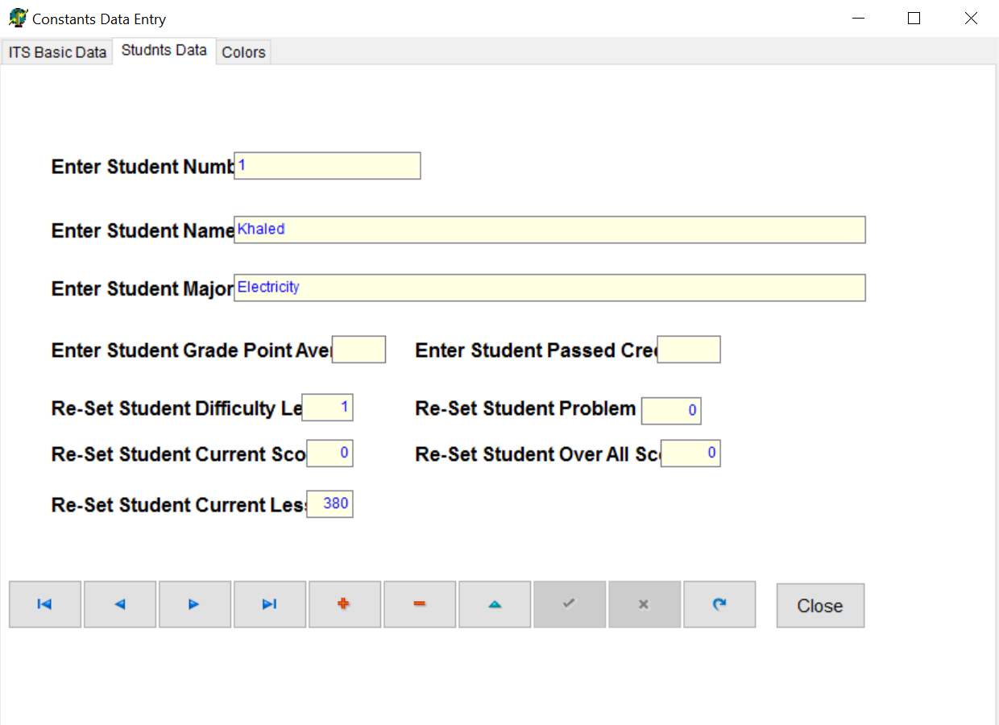 Constants Data Entry
ITS Basic Data Studnts Data Colors
Enter Student Numb 1
Enter Student Name Khaled
Enter Student Major Electricity
Enter Student Grade Point Aver Enter Student Passed Cred
Re-Set Student Difficulty Le 1 Re-Set Student Problem 0
Re-Set Student Current Sco 0 Re-Set Student Over All Sco 0
Re-Set Student Current Less 380
Close